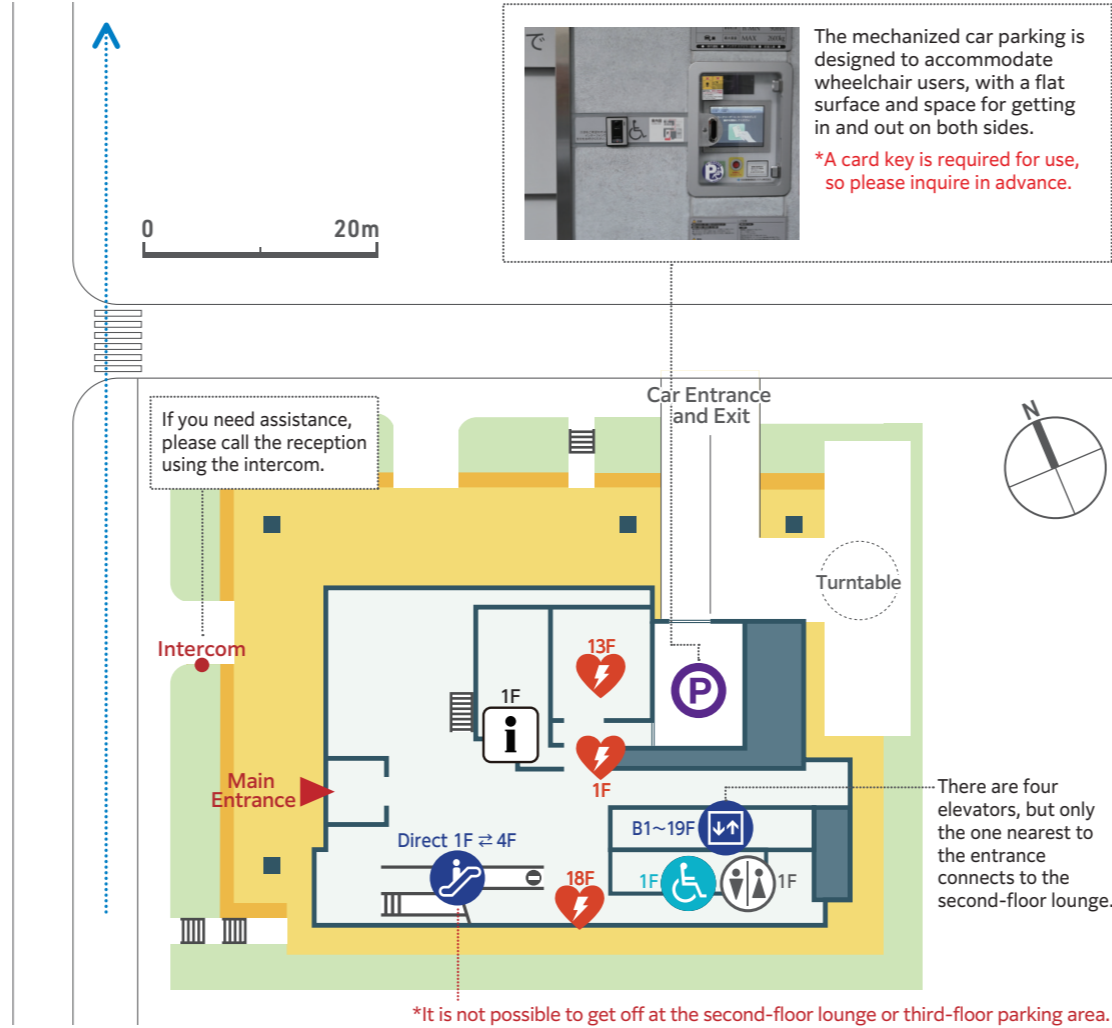 The mechanized car parking is
designed to accommodate
wheelchair users, with a flat
surface and space for getting
in and out on both sides.
*A card key is required for use,
so please inquire in advance.
0 20m
If you need assistance,
please call the reception
using the intercom.
Car Entrance
and Exit
N
Turntable
Intercom
13F
P
1F
i
1F
Main
Entrance
Direct 1F ⇄ 4F
B1~19F
18F
1F
1F
There are four
elevators, but only
the one nearest to
the entrance
connects to the
second-floor lounge.
*It is not possible to get off at the second-floor lounge or third-floor parking area.